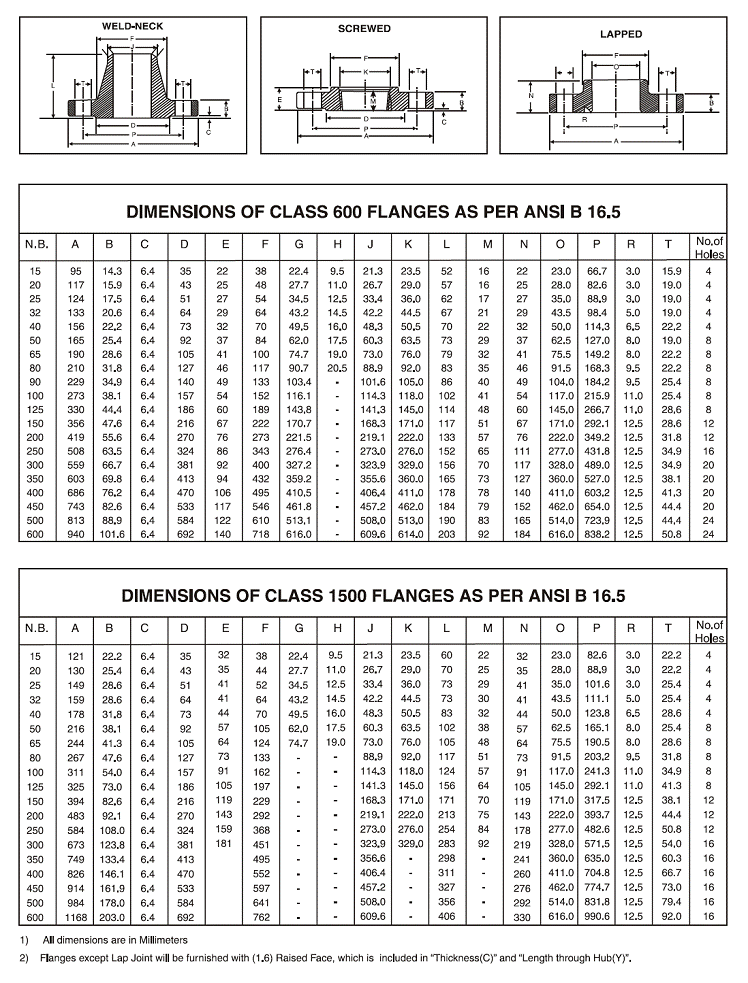 WELD-NECK
F
J
L
T
T
B
C
D
P
A
SCREWED
F
T
K
T
E
M
B
C
D
P
A
LAPPED
F
O
T
N
B
R
P
A
DIMENSIONS OF CLASS 600 FLANGES AS PER ANSI B 16.5
N.B. A B C D E F G H J K L M N O P R T No,of Holes
15 95 14.3 6.4 35 22 38 22.4 9.5 21.3 23.5 52 16 22 23.0 66.7 3.0 15.9 4
20 117 15.9 6.4 43 25 48 27.7 11.0 26.7 29.0 57 16 25 28.0 82.6 3.0 19.0 4
25 124 17.5 6.4 51 27 54 34.5 12.5 33.4 36.0 62 17 27 35.0 88.9 3.0 19.0 4
32 133 20.6 6.4 64 29 64 43.2 14.5 42.2 44.5 67 21 29 43.5 98.4 5.0 19.0 4
40 156 22.2 6.4 73 32 70 49.5 16.0 48.3 50.5 70 22 32 50.0 114.3 6.5 22.2 4
50 165 25.4 6.4 92 37 84 62.0 17.5 60.3 63.5 73 29 37 62.5 127.0 8.0 19.0 8
65 190 28.6 6.4 105 41 100 74.7 19.0 73.0 76.0 79 32 41 75.5 149.2 8.0 22.2 8
80 210 31.8 6.4 127 46 117 90.7 20.5 88.9 92.0 83 35 46 91.5 168.3 9.5 22.2 8
90 229 34.9 6.4 140 49 133 103.4 - 101.6 105.0 86 40 49 104.0 184.2 9.5 25.4 8
100 273 38.1 6.4 157 54 152 116.1 - 114.3 118.0 102 41 54 117.0 215.9 11.0 25.4 8
125 330 44.4 6.4 186 60 189 143.8 - 141.3 145.0 114 48 60 145.0 266,7 11.0 28,6 8
150 356 47.6 6.4 216 67 222 170.7 - 168.3 171.0 117 51 67 171.0 292.1 12.5 28.6 12
200 419 55.6 6.4 270 76 273 221.5 - 219.1 222.0 133 57 76 222.0 349.2 12.5 31.8 12
250 508 63.5 6.4 324 86 343 276.4 - 273.0 276.0 152 65 111 277.0 431.8 12.5 34.9 16
300 559 66.7 6.4 381 92 400 327.2 - 323.9 329.0 156 70 117 328.0 489.0 12.5 34.9 20
350 603 69.8 6.4 413 94 432 359.2 - 355.6 360.0 165 73 127 360.0 527.0 12.5 38.1 20
400 686 76,2 6.4 470 106 495 410,5 - 406,4 411,0 178 78 140 411,0 603,2 12.5 41,3 20
450 743 82.6 6.4 533 117 546 461.8 - 457.2 462.0 184 79 152 462.0 654.0 12.5 44.4 20
500 813 88,9 6.4 584 122 610 513,1 - 508,0 513,0 190 83 165 514,0 723,9 12.5 44,4 24
600 940 101.6 6.4 692 140 718 616.0 - 609.6 614.0 203 92 184 616.0 838.2 12.5 50.8 24
DIMENSIONS OF CLASS 1500 FLANGES AS PER ANSI B 16.5
N.B. A B C D E F G H J K L M N O P R T No.of Holes
15 121 22.2 6.4 35 32 38 22.4 9.5 21.3 23.5 60 22 32 23.0 82.6 3.0 22.2 4
20 130 25.4 6.4 43 35 44 27.7 11.0 26.7 29.0 70 25 35 28.0 88.9 3.0 22.2 4
25 149 28.6 6.4 51 41 52 34.5 12.5 33.4 36.0 73 29 41 35.0 101.6 3.0 25.4 4
32 159 28.6 6.4 64 41 64 43.2 14.5 42.2 44.5 73 30 41 43.5 111.1 5.0 25.4 4
40 178 31.8 6.4 73 44 70 49.5 16.0 48.3 50.5 83 32 44 50.0 123.8 6.5 28.6 4
50 216 38.1 6.4 92 57 105 62.0 17.5 60.3 63.5 102 38 57 62.5 165.1 8.0 25.4 8
65 244 41.3 6.4 105 64 124 74.7 19.0 73.0 76.0 105 48 64 75.5 190.5 8.0 28.6 8
80 267 47.6 6.4 127 73 133 - - 88.9 92.0 117 51 73 91.5 203,2 9.5 31.8 8
100 311 54.0 6.4 157 91 162 - - 114.3 118.0 124 57 91 117.0 241.3 11.0 34.9 8
125 325 73.0 6.4 186 105 197 - - 141.3 145.0 156 64 105 145.0 292.1 11.0 41.3 8
150 394 82.6 6.4 216 119 229 - - 168.3 171.0 171 70 119 171.0 317.5 12.5 38.1 12
200 483 92.1 6.4 270 143 292 - - 219.1 222.0 213 75 143 222.0 393.7 12.5 44.4 12
250 584 108.0 6.4 324 159 368 - - 273.0 276.0 254 84 178 277.0 482.6 12.5 50.8 12
300 673 123.8 6.4 381 181 451 - - 323,9 329.0 283 92 219 328.0 571.5 12.5 54,0 16
350 749 133.4 6.4 413 495 - - 356.6 - 298 - 241 360.0 635.0 12.5 60.3 16
400 826 146.1 6.4 470 552 - - 406.4 - 311 - 260 411.0 704.8 12.5 66.7 16
450 914 161.9 6.4 533 597 - - 457.2 - 327 - 276 462.0 774.7 12.5 73.0 16
500 984 178.0 6.4 584 641 - - 508.0 - 356 - 292 514.0 831.8 12.5 79.4 16
600 1168 203.0 6.4 692 762 - - 609.6 - 406 - 330 616.0 990.6 12.5 92.0 16
1) All dimensions are in Millimeters
2) Flanges except Lap Joint will be furnished with (1.6) Raised Face, which is included in "Thickness(C)" and "Length through Hub(Y)".